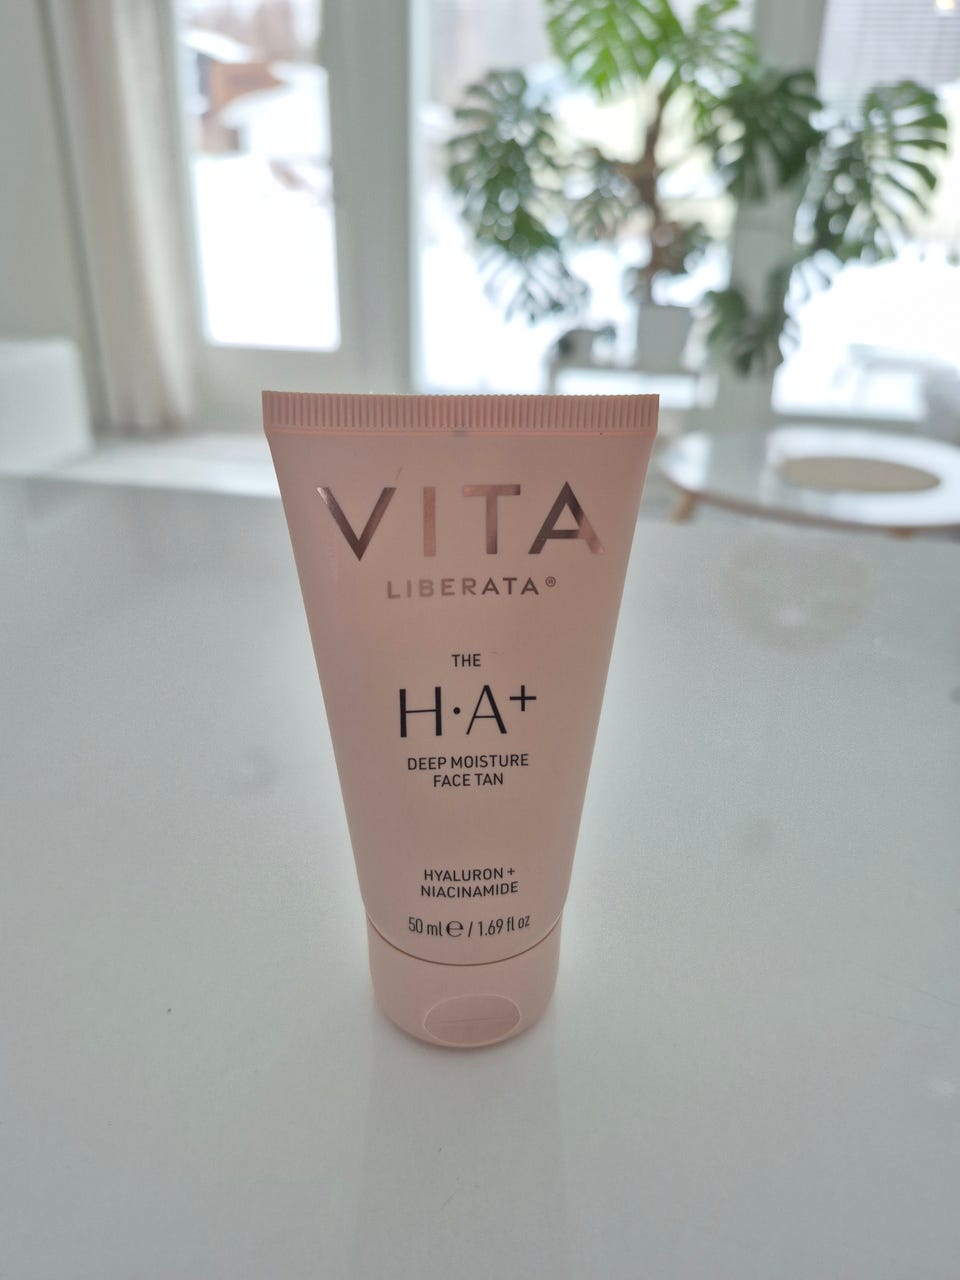 VITA
LIBERATA®
THE
H·A+
DEEP MOISTURE
FACE TAN
HYALURON +
NIACINAMIDE
50 ml ℮ / 1.69 fl oz